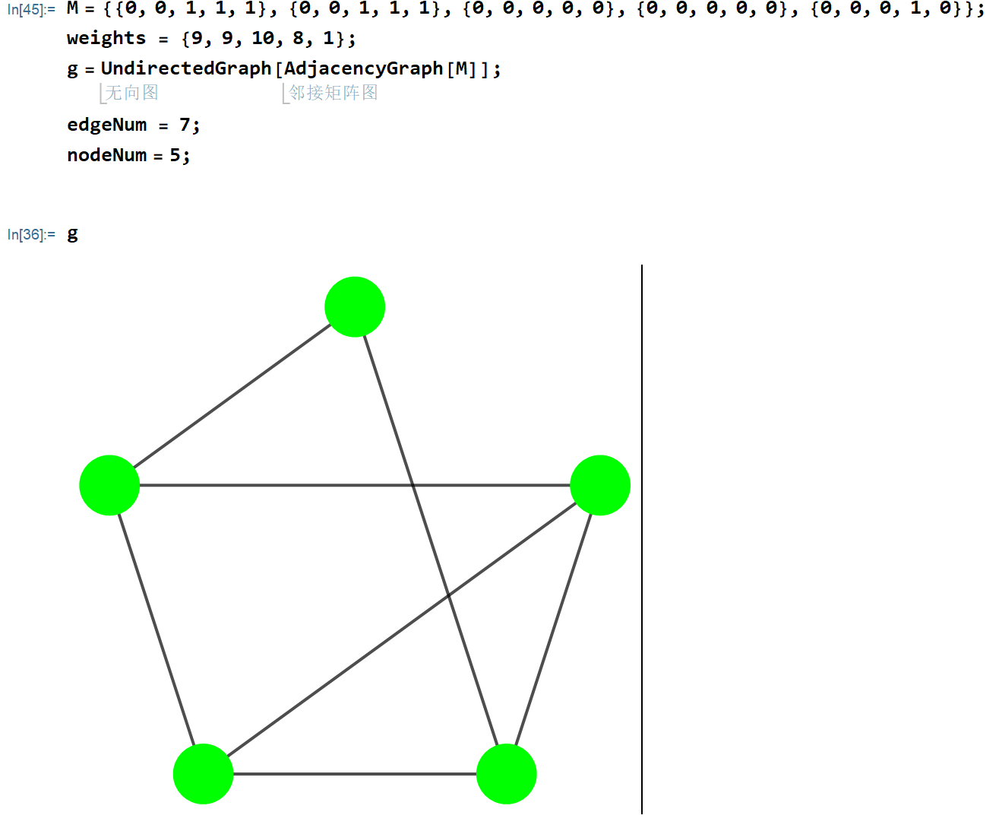 In[45]:= M = {{0, 0, 1, 1, 1}, {0, 0, 1, 1, 1}, {0, 0, 0, 0, 0}, {0, 0, 0, 0, 0}, {0, 0, 0, 1, 0}};
weights = {9, 9, 10, 8, 1};
g = UndirectedGraph[AdjacencyGraph[M]];
无向图 邻接矩阵图
edgeNum = 7;
nodeNum = 5;
In[36]:= g